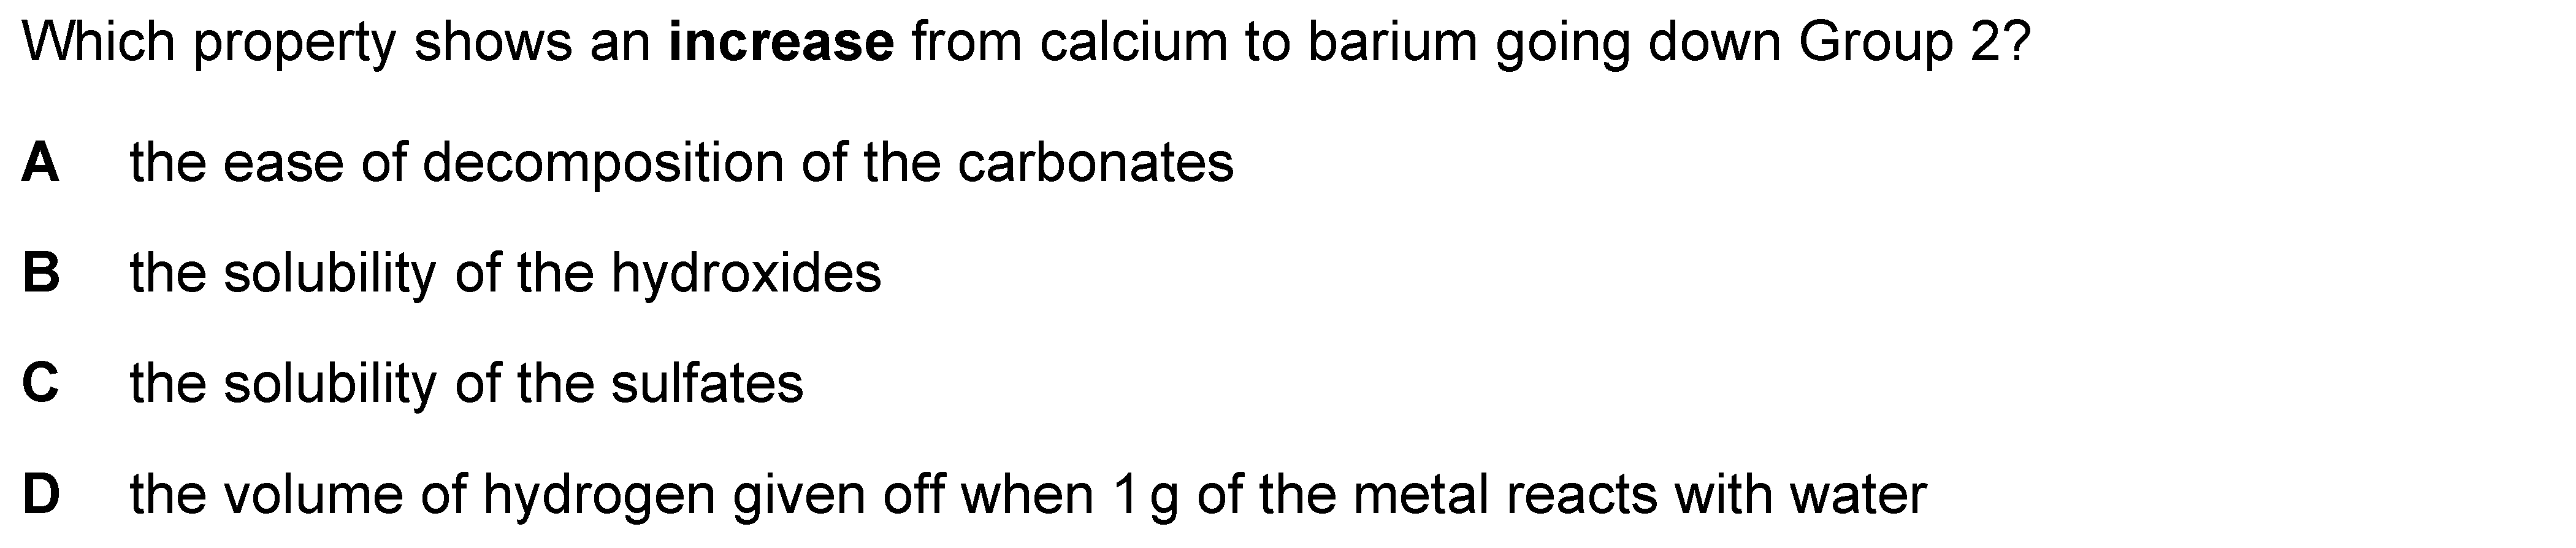 Which property shows an increase from calcium to barium going down Group 2?
A the ease of decomposition of the carbonates
B the solubility of the hydroxides
C the solubility of the sulfates
D the volume of hydrogen given off when 1 g of the metal reacts with water